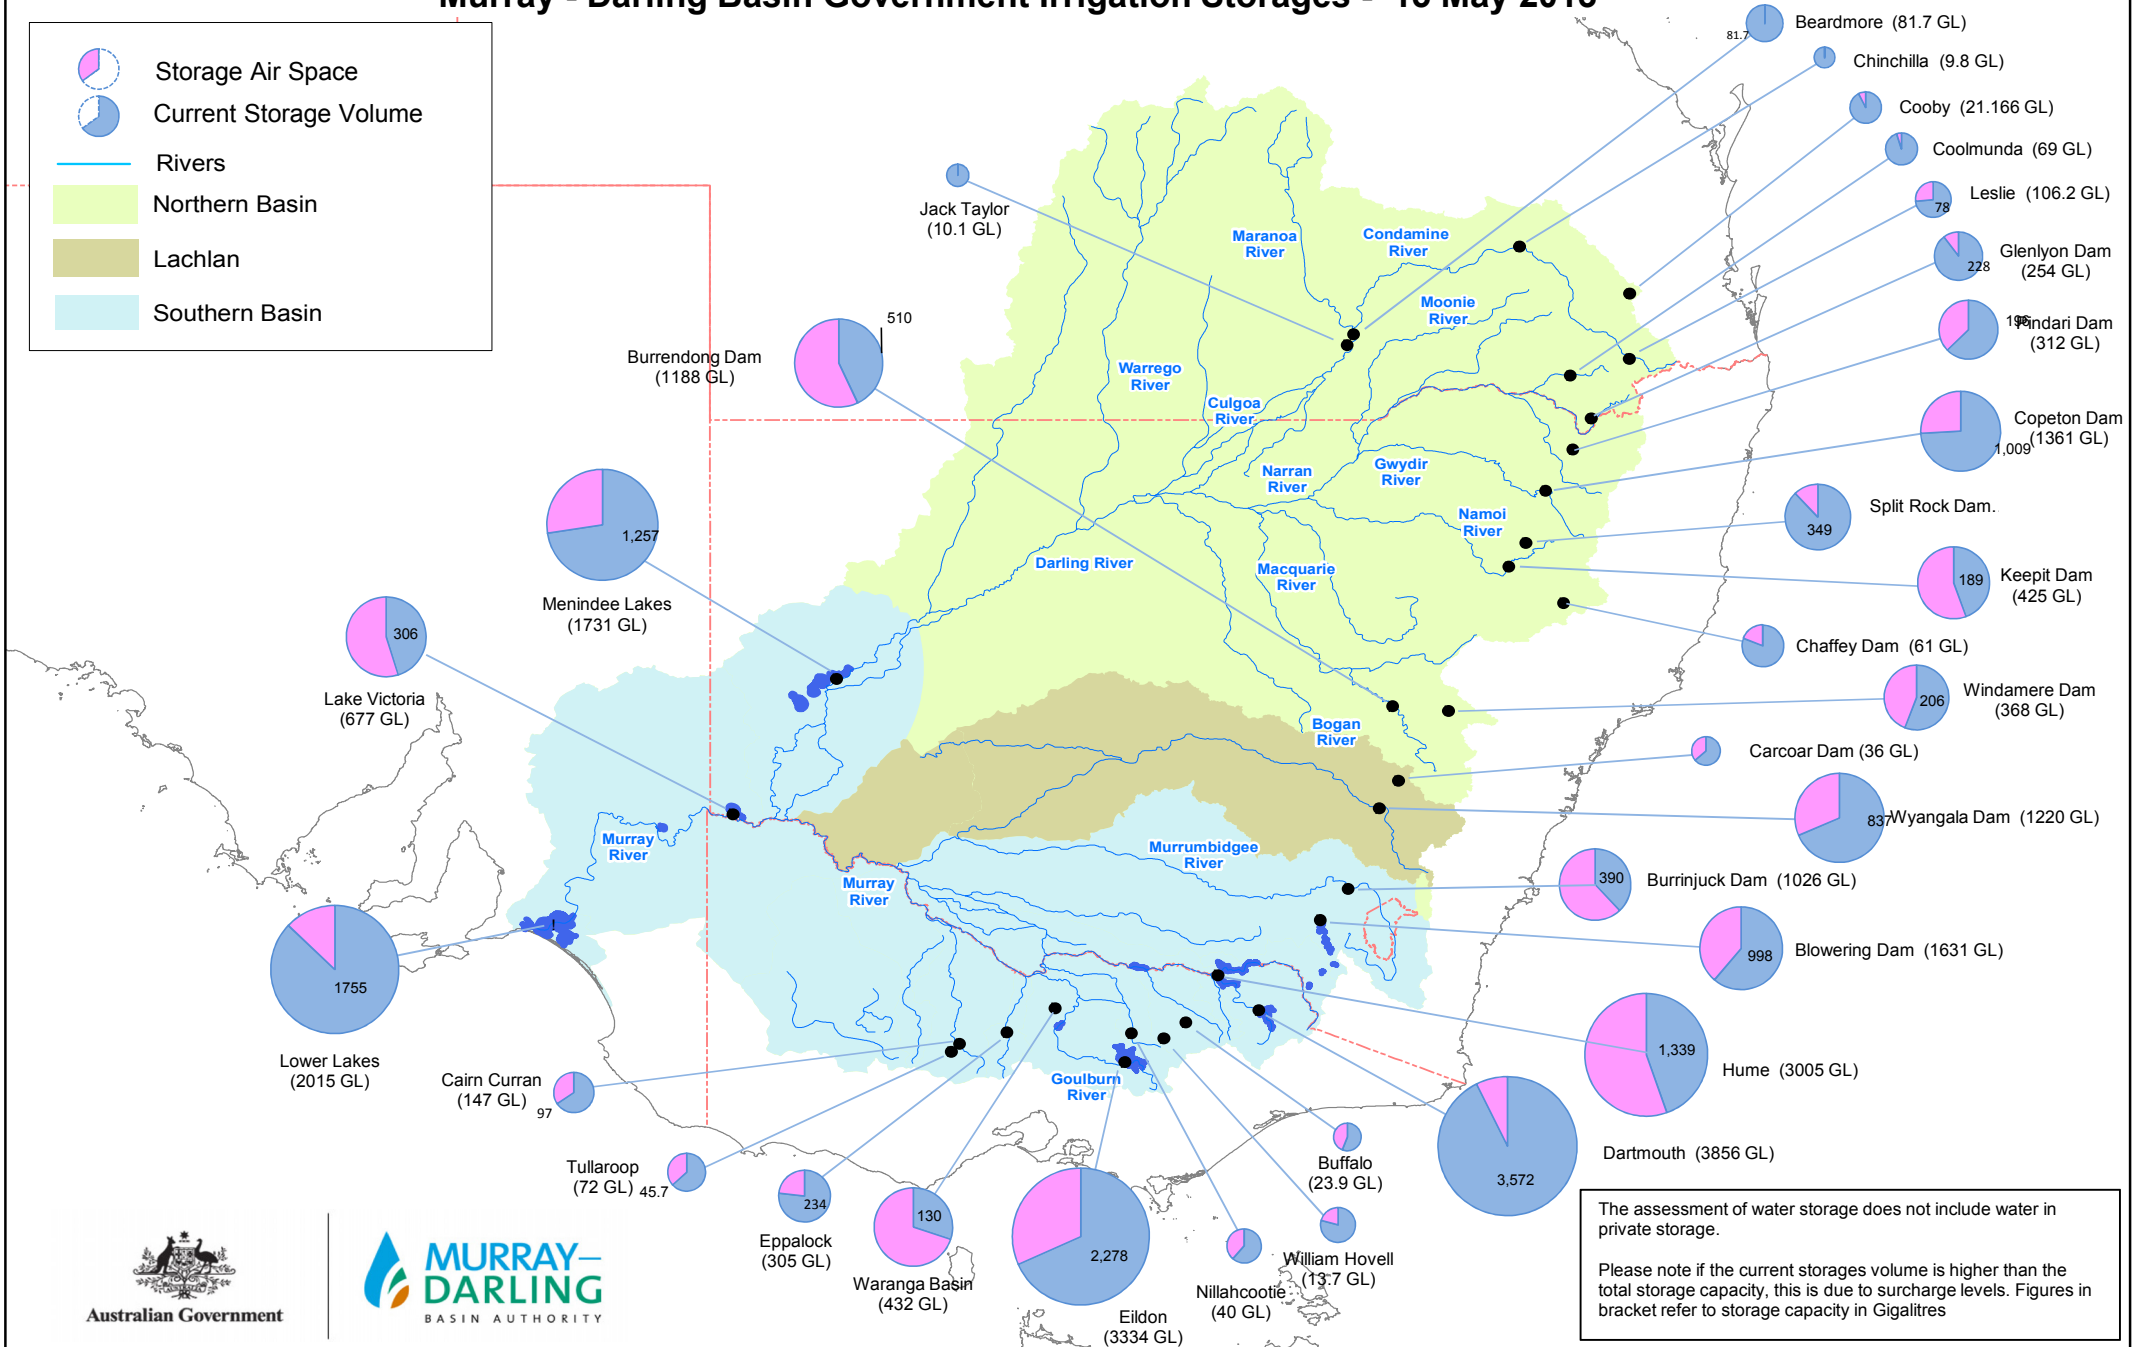 Murray - Darling Basin Government Irrigation Storages -
Storage Air Space
Current Storage Volume
Rivers
Northern Basin
Lachlan
Southern Basin
81.7
Beardmore (81.7 GL)
Chinchilla (9.8 GL)
Cooby (21.166 GL)
Coolmunda (69 GL)
Leslie (106.2 GL)
78
Glenlyon Dam
(254 GL)
228
Pindari Dam
(312 GL)
Copeton Dam
(1361 GL)
1,009
Split Rock Dam..
349
Keepit Dam
(425 GL)
189
Chaffey Dam (61 GL)
Windamere Dam
(368 GL)
206
Carcoar Dam (36 GL)
837
Wyangala Dam (1220 GL)
390
Burrinjuck Dam (1026 GL)
998
Blowering Dam (1631 GL)
1,339
Hume (3005 GL)
3,572
Dartmouth (3856 GL)
Jack Taylor
(10.1 GL)
510
Burrendong Dam
(1188 GL)
1,257
Menindee Lakes
(1731 GL)
306
Lake Victoria
(677 GL)
1755
Lower Lakes
(2015 GL)
Cairn Curran
(147 GL)
97
Tullaroop
(72 GL)
45.7
234
Eppalock
(305 GL)
130
Waranga Basin
(432 GL)
2,278
Eildon
(3334 GL)
Nillahcootie
(40 GL)
William Hovell
(13.7 GL)
Buffalo
(23.9 GL)
Maranoa
River
Condamine
River
Moonie
River
Warrego
River
Culgoa
River
Narran
River
Gwydir
River
Namoi
River
Darling River
Macquarie
River
Bogan
River
Murray
River
Murray
River
Murrumbidgee
River
Goulburn
River
Australian Government
MURRAY–
DARLING
BASIN AUTHORITY
The assessment of water storage does not include water in
private storage.
Please note if the current storages volume is higher than the
total storage capacity, this is due to surcharge levels. Figures in
bracket refer to storage capacity in Gigalitres